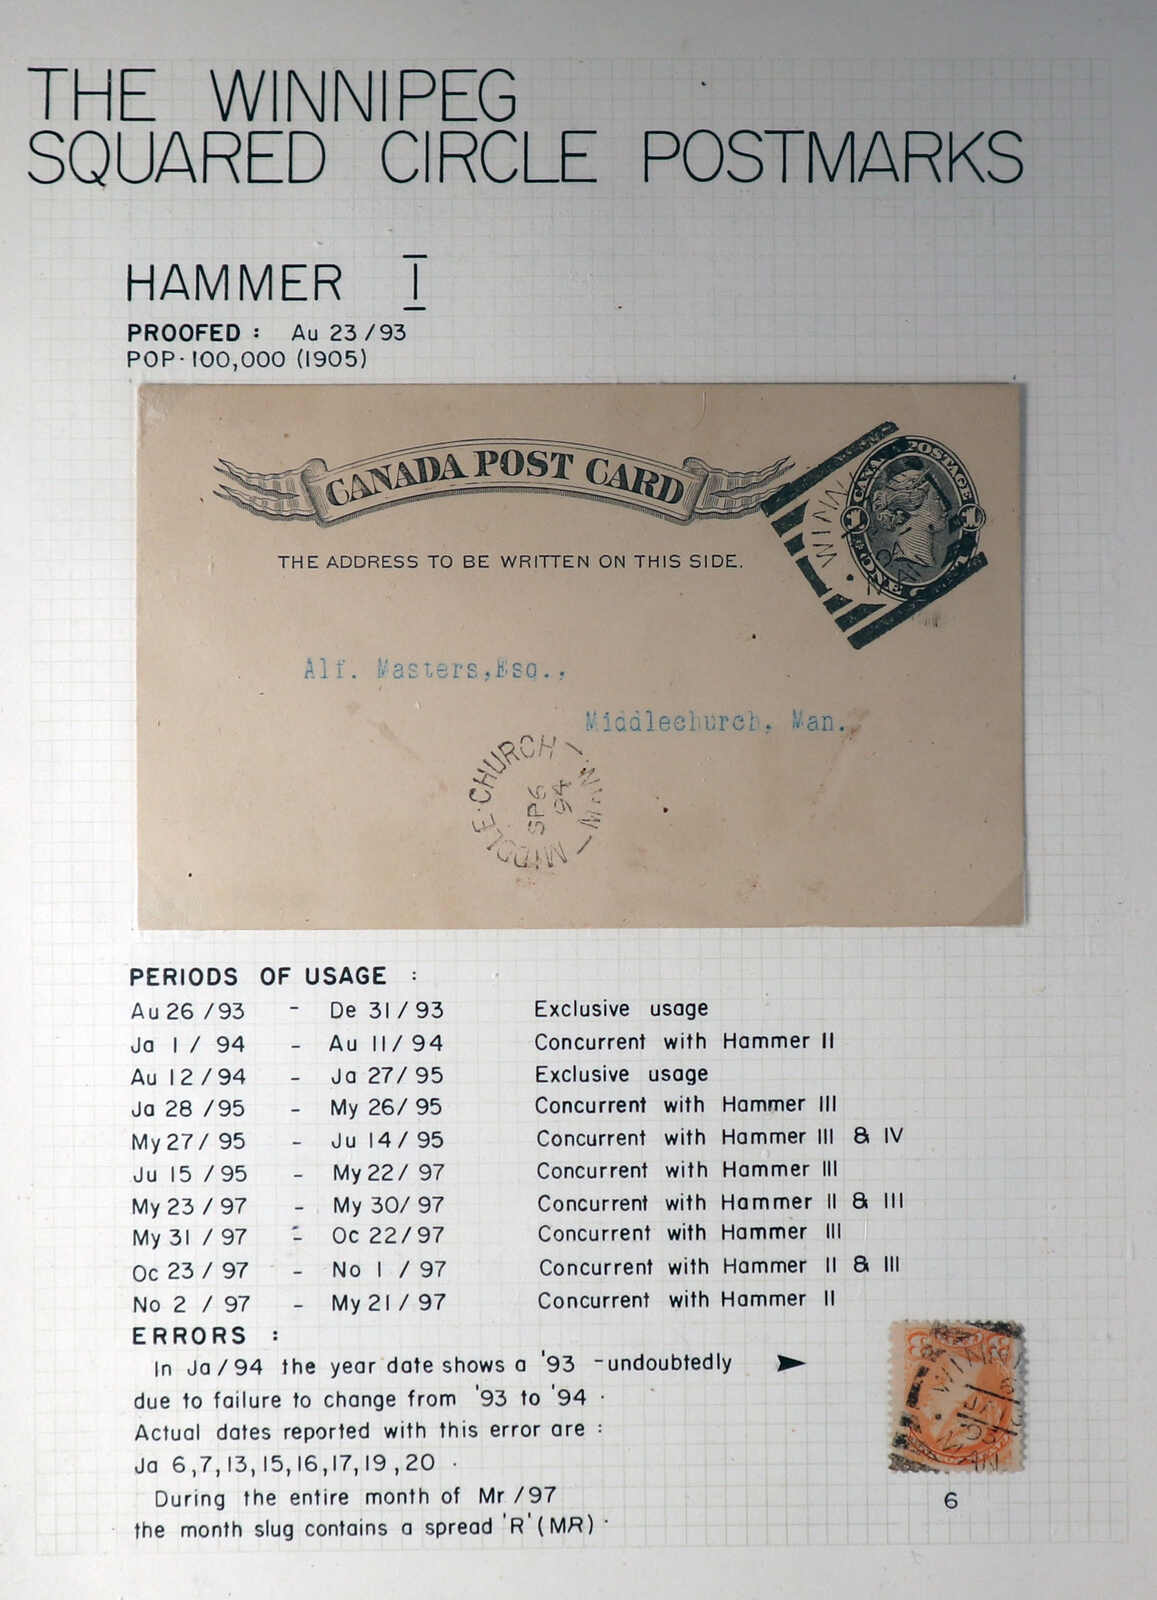 THE WINNIPEG
SQUARED CIRCLE POSTMARKS
HAMMER I
PROOFED : Au 23/93
POP· 100,000 (1905)
CANADA POST CARD
THE ADDRESS TO BE WRITTEN ON THIS SIDE.
CANADA POSTAGE
1 1
ONE
WINN
Alf. Masters, Esq.,
Middlechurch, Man.
MIDDLE·CHURCH
SP 6
94
MAN
PERIODS OF USAGE :
Au 26 /93 - De 31/93 Exclusive usage
Ja 1 / 94 - Au 11/94 Concurrent with Hammer II
Au 12/94 - Ja 27/95 Exclusive usage
Ja 28 /95 - My 26/95 Concurrent with Hammer III
My 27/95 - Ju 14/95 Concurrent with Hammer III & IV
Ju 15 /95 - My 22/ 97 Concurrent with Hammer III
My 23 / 97 - My 30/ 97 Concurrent with Hammer II & III
My 31 / 97 - Oc 22/97 Concurrent with Hammer III
Oc 23 / 97 - No 1 / 97 Concurrent with Hammer II & III
No 2 / 97 - My 21 / 97 Concurrent with Hammer II
ERRORS :
In Ja/94 the year date shows a '93 -undoubtedly
due to failure to change from '93 to '94 ·
Actual dates reported with this error are :
Ja 6,7,13,15,16,17,19,20 ·
During the entire month of Mr /97
the month slug contains a spread 'R' (MR) ·
6